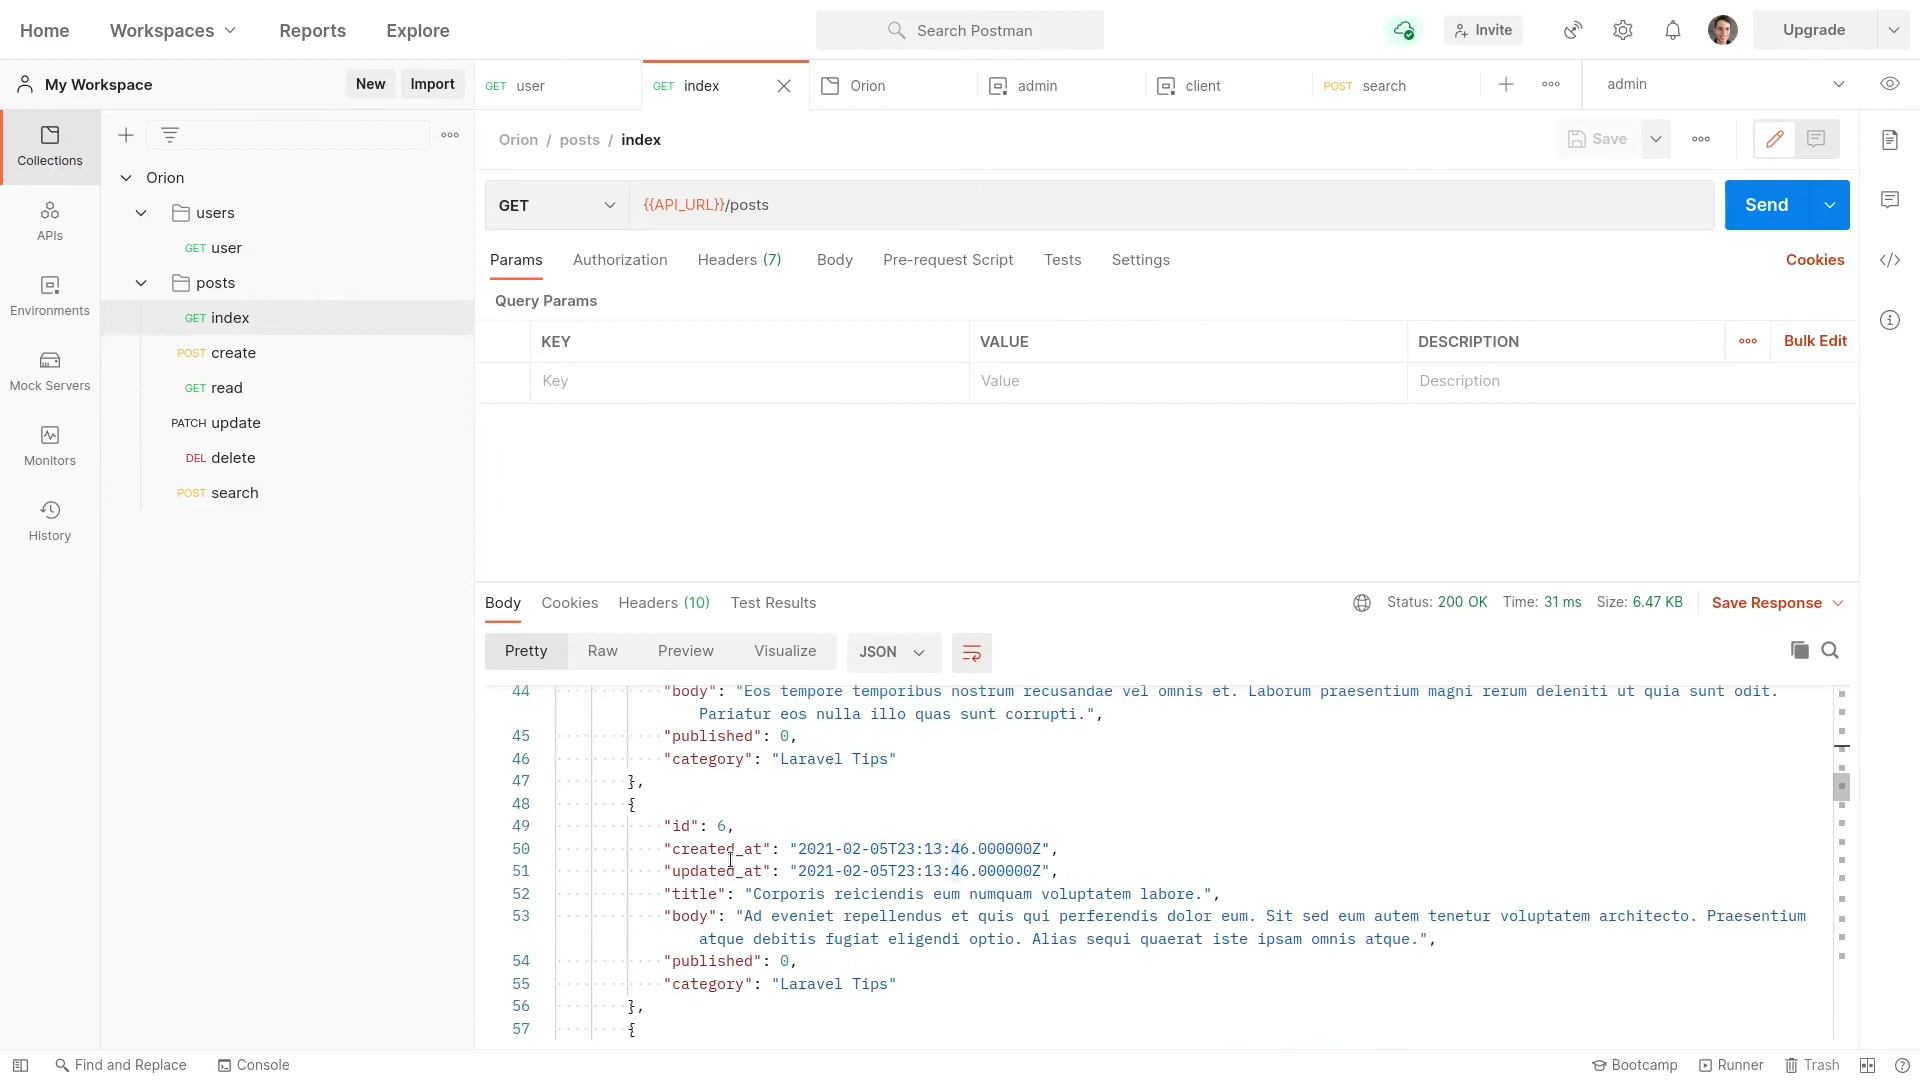 Home
Workspaces
Reports
Explore
Search Postman
Invite
Upgrade
My Workspace
New
Import
GET user
GET index
Orion
admin
client
POST search
admin
Collections
APIs
Environments
Mock Servers
Monitors
History
Orion
users
GET user
posts
GET index
POST create
GET read
PATCH update
DEL delete
POST search
Orion / posts / index
Save
GET
{{API_URL}}/posts
Send
Params
Authorization
Headers (7)
Body
Pre-request Script
Tests
Settings
Cookies
Query Params
KEY
VALUE
DESCRIPTION
Bulk Edit
Key
Value
Description
Body
Cookies
Headers (10)
Test Results
Status: 200 OK
Time: 31 ms
Size: 6.47 KB
Save Response
Pretty
Raw
Preview
Visualize
JSON
44 "body": "Eos tempore temporibus nostrum recusandae vel omnis et. Laborum praesentium magni rerum deleniti ut quia sunt odit.
Pariatur eos nulla illo quas sunt corrupti.",
45 "published": 0,
46 "category": "Laravel Tips"
47 },
48 {
49 "id": 6,
50 "created_at": "2021-02-05T23:13:46.000000Z",
51 "updated_at": "2021-02-05T23:13:46.000000Z",
52 "title": "Corporis reiciendis eum numquam voluptatem labore.",
53 "body": "Ad eveniet repellendus et quis qui perferendis dolor eum. Sit sed eum autem tenetur voluptatem architecto. Praesentium
atque debitis fugiat eligendi optio. Alias sequi quaerat iste ipsam omnis atque.",
54 "published": 0,
55 "category": "Laravel Tips"
56 },
57 {
Find and Replace
Console
Bootcamp
Runner
Trash